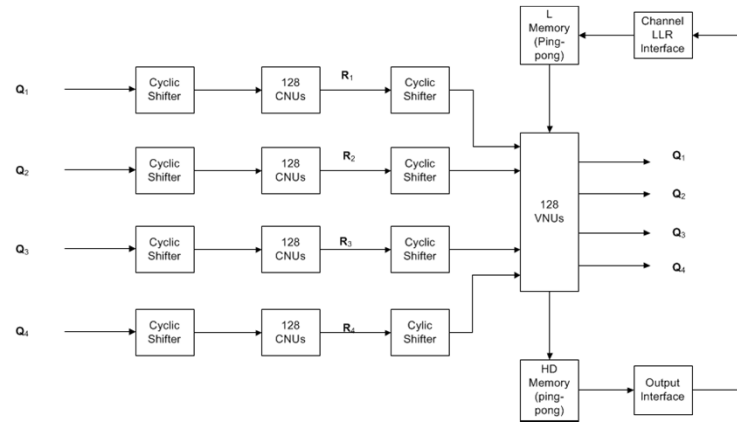 L
Memory
(Ping-
pong)
Channel
LLR
Interface
Q1
Cyclic
Shifter
128
CNUs
R1
Cyclic
Shifter
Q2
Cyclic
Shifter
128
CNUs
R2
Cyclic
Shifter
Q3
Cyclic
Shifter
128
CNUs
R3
Cyclic
Shifter
Q4
Cyclic
Shifter
128
CNUs
R4
Cylic
Shifter
128
VNUs
Q1
Q2
Q3
Q4
HD
Memory
(ping-
pong)
Output
Interface